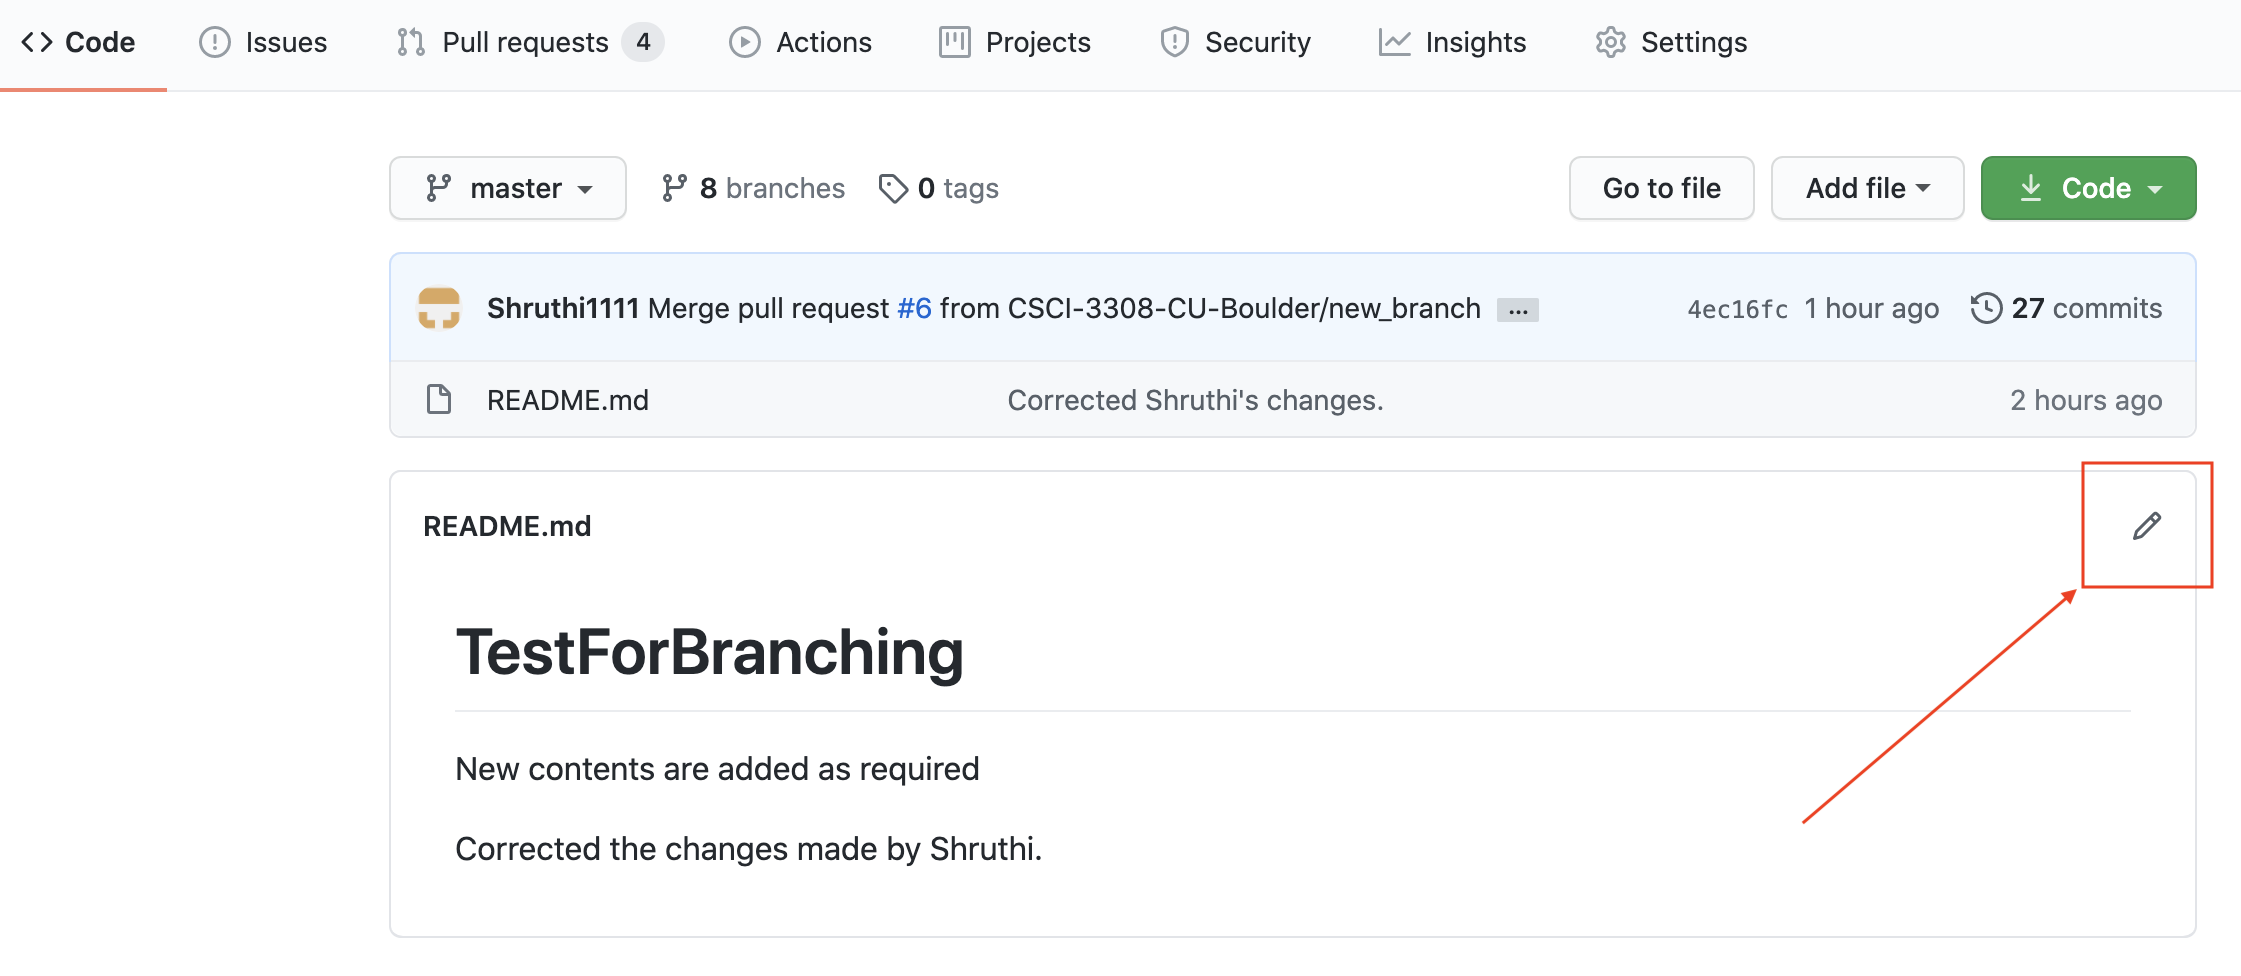 Code Issues Pull requests 4 Actions Projects Security Insights Settings
master 8 branches 0 tags Go to file Add file Code
Shruthi1111 Merge pull request #6 from CSCI-3308-CU-Boulder/new_branch ... 4ec16fc 1 hour ago 27 commits
README.md Corrected Shruthi's changes. 2 hours ago
README.md
TestForBranching
New contents are added as required
Corrected the changes made by Shruthi.